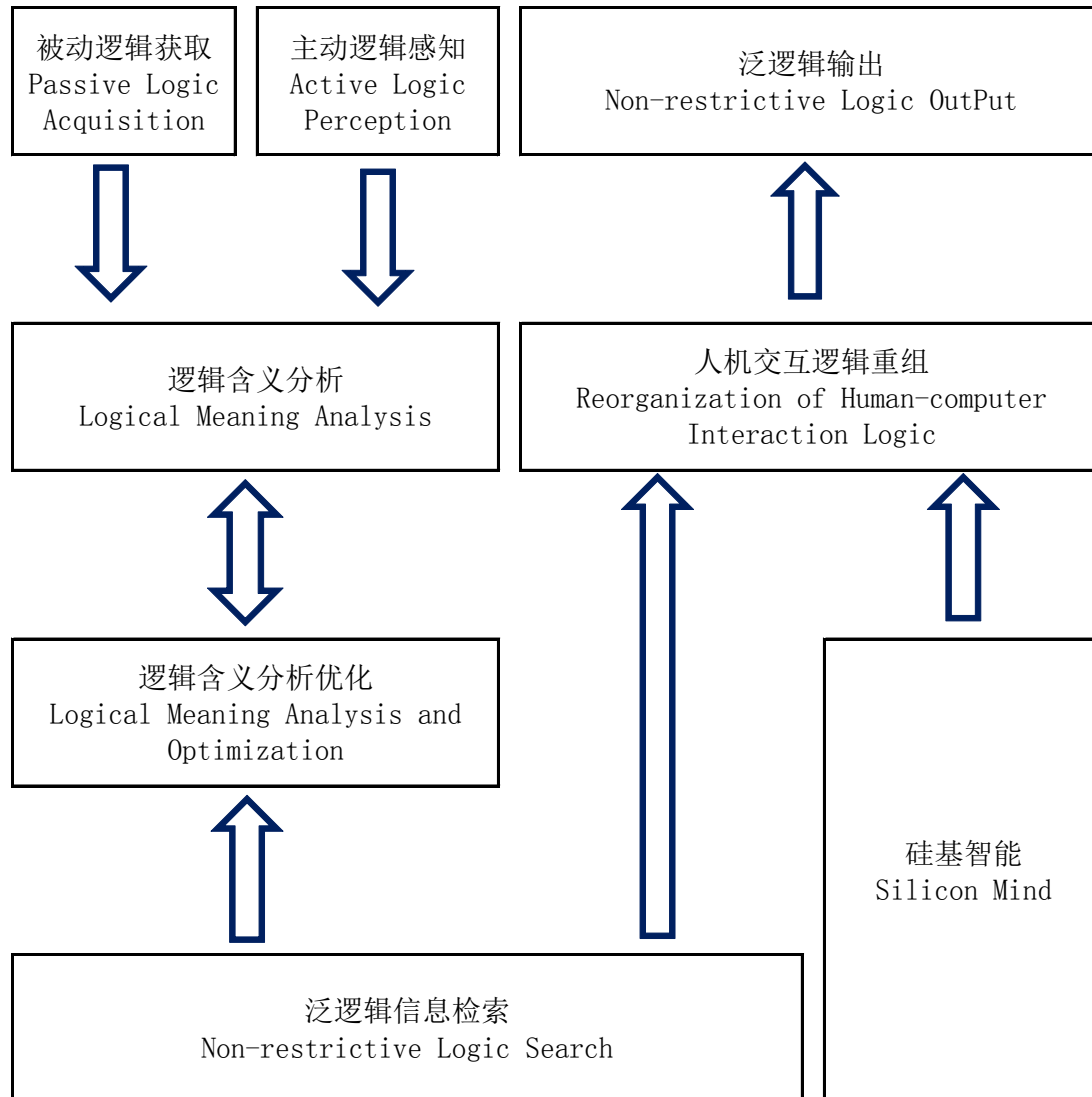 被动逻辑获取
Passive Logic
Acquisition
主动逻辑感知
Active Logic
Perception
泛逻辑输出
Non-restrictive Logic OutPut
逻辑含义分析
Logical Meaning Analysis
人机交互逻辑重组
Reorganization of Human-computer
Interaction Logic
逻辑含义分析优化
Logical Meaning Analysis and
Optimization
硅基智能
Silicon Mind
泛逻辑信息检索
Non-restrictive Logic Search